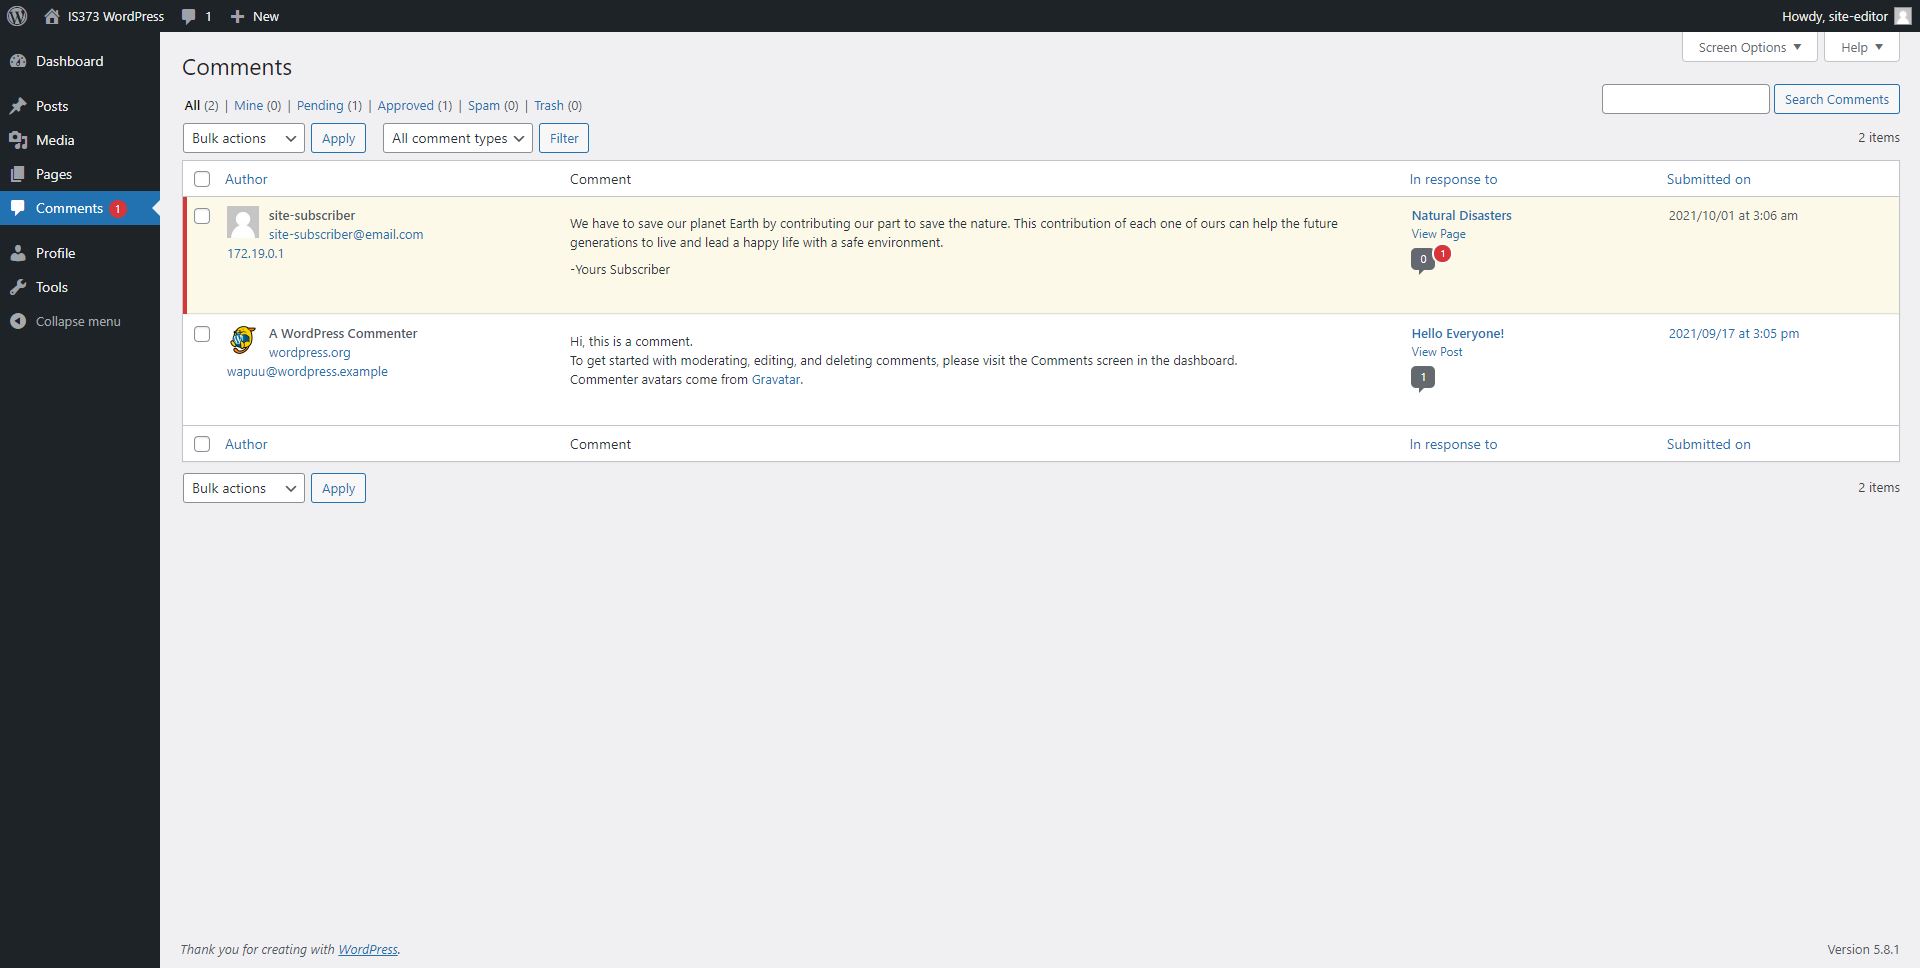 IS373 WordPress 1 New Howdy, site-editor
Dashboard
Posts
Media
Pages
Comments 1
Profile
Tools
Collapse menu
Screen Options Help
Comments
All (2) | Mine (0) | Pending (1) | Approved (1) | Spam (0) | Trash (0)
Search Comments
Bulk actions Apply All comment types Filter 2 items
Author Comment In response to Submitted on
site-subscriber
site-subscriber@email.com
172.19.0.1
We have to save our planet Earth by contributing our part to save the nature. This contribution of each one of ours can help the future
generations to live and lead a happy life with a safe environment.
-Yours Subscriber
Natural Disasters
View Page
0 1
2021/10/01 at 3:06 am
A WordPress Commenter
wordpress.org
wapuu@wordpress.example
Hi, this is a comment.
To get started with moderating, editing, and deleting comments, please visit the Comments screen in the dashboard.
Commenter avatars come from Gravatar.
Hello Everyone!
View Post
1
2021/09/17 at 3:05 pm
Author Comment In response to Submitted on
Bulk actions Apply 2 items
Thank you for creating with WordPress. Version 5.8.1